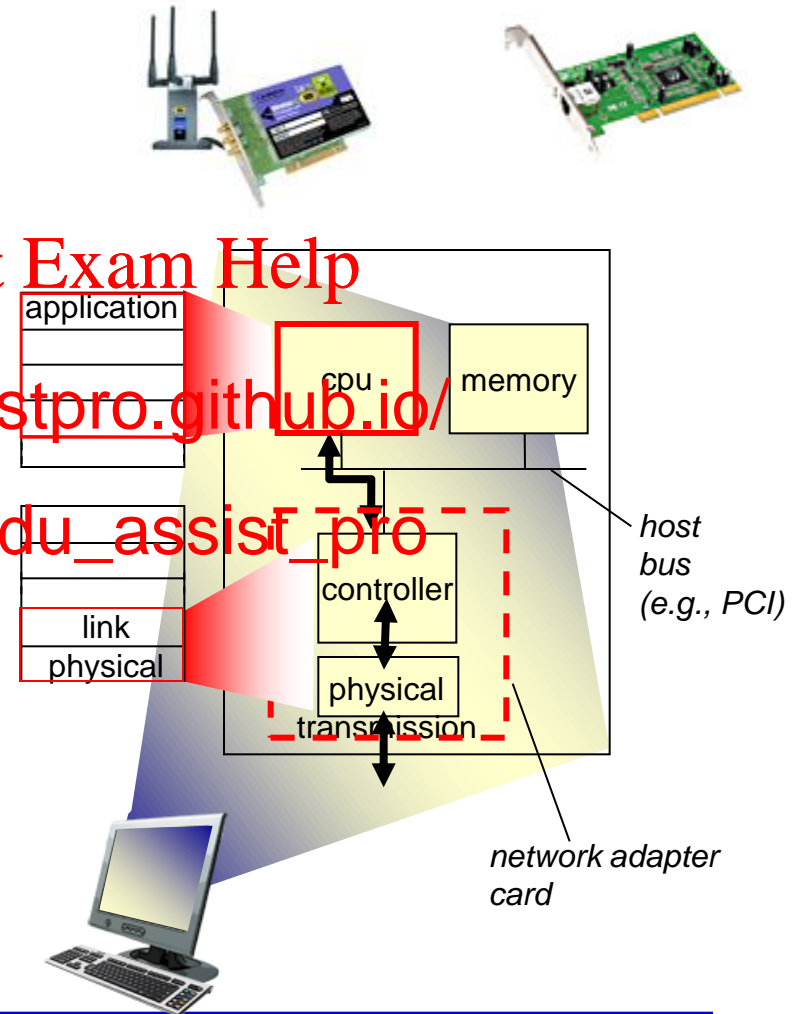 t Exam Help
application
cpu
memory
stpro.github.io/
du_assist_pro
host
bus
(e.g., PCI)
controller
link
physical
physical
transmission
network adapter
card